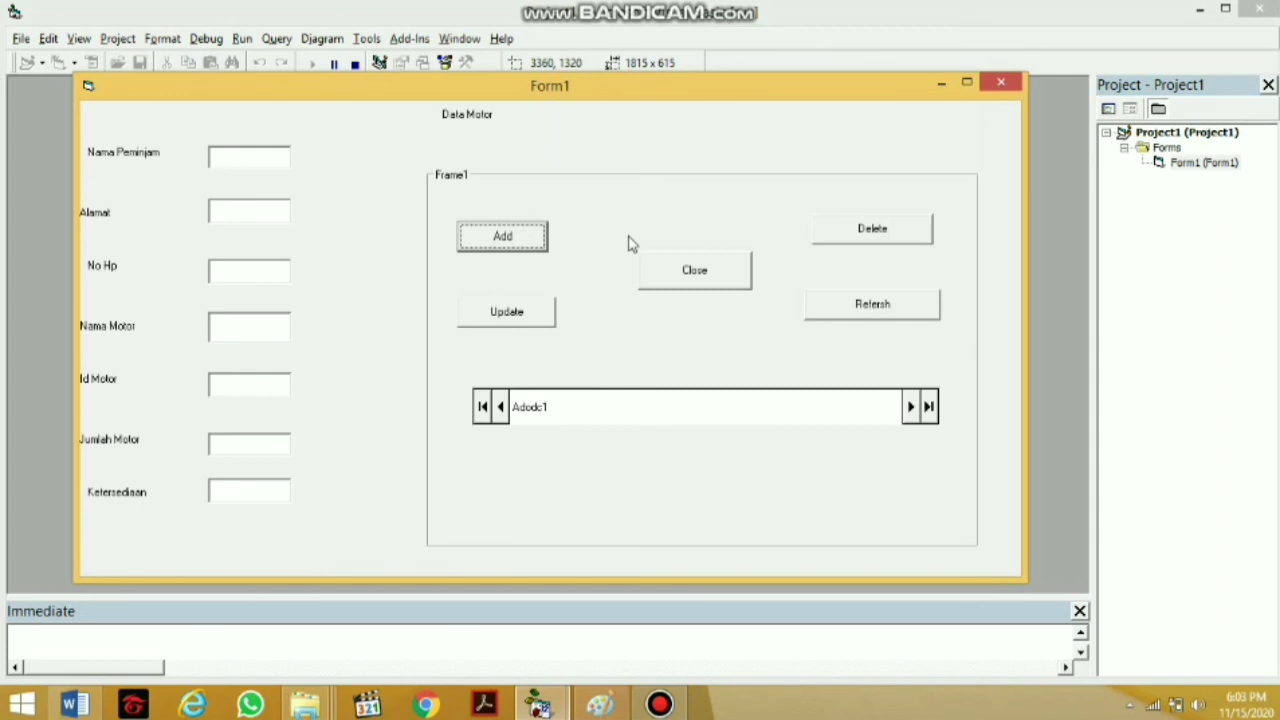 www.BANDICAM.com
File Edit View Project Format Debug Run Query Diagram Tools Add-Ins Window Help
3360, 1320 1815 x 615
Form1
Data Motor
Nama Peminjam
Alamat
No Hp
Nama Motor
Id Motor
Jumlah Motor
Ketersediaan
Frame1
Add
Delete
Close
Update
Refersh
Adodc1
Project - Project1
Project1 (Project1)
Forms
Form1 (Form1)
Immediate
321
6:03 PM
11/15/2020